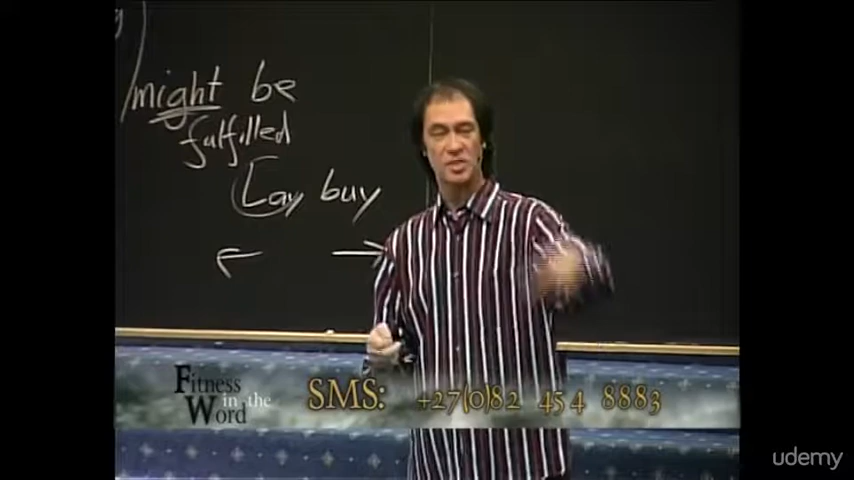 might be
fulfilled
Lay buy
Fitness
in the
Word
SMS: +27(0)82 454 8883
udemy